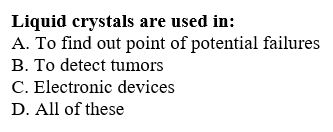 Liquid crystals are used in:
A. To find out point of potential failures
B. To detect tumors
C. Electronic devices
D. All of these